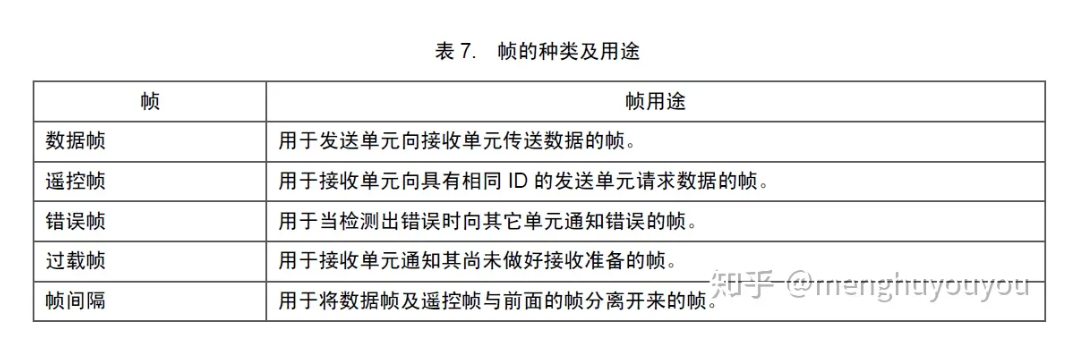 表 7. 帧的种类及用途
帧 帧用途
数据帧 用于发送单元向接收单元传送数据的帧。
遥控帧 用于接收单元向具有相同 ID 的发送单元请求数据的帧。
错误帧 用于当检测出错误时向其它单元通知错误的帧。
过载帧 用于接收单元通知其尚未做好接收准备的帧。
帧间隔 用于将数据帧及遥控帧与前面的帧分离开来的帧。
知乎 @menghuyouyou